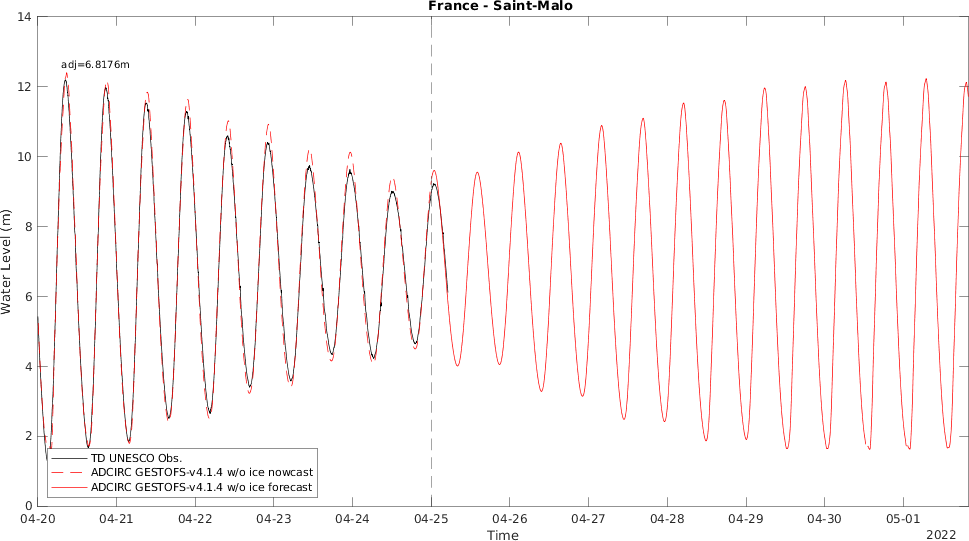 France - Saint-Malo
adj=6.8176m
Water Level (m)
14
12
10
8
6
4
2
0
TD UNESCO Obs.
ADCIRC GESTOFS-v4.1.4 w/o ice nowcast
ADCIRC GESTOFS-v4.1.4 w/o ice forecast
04-20 04-21 04-22 04-23 04-24 04-25 04-26 04-27 04-28 04-29 04-30 05-01
Time
2022